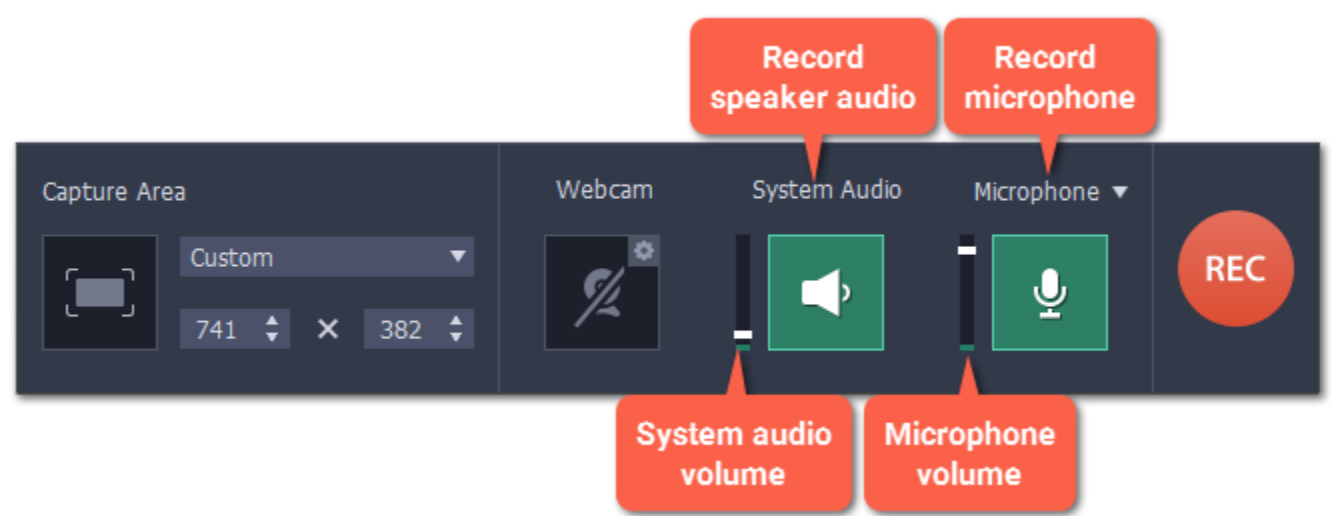 Record
speaker audio
Record
microphone
Capture Area
Webcam
System Audio
Microphone
Custom
741 × 382
REC
System audio
volume
Microphone
volume